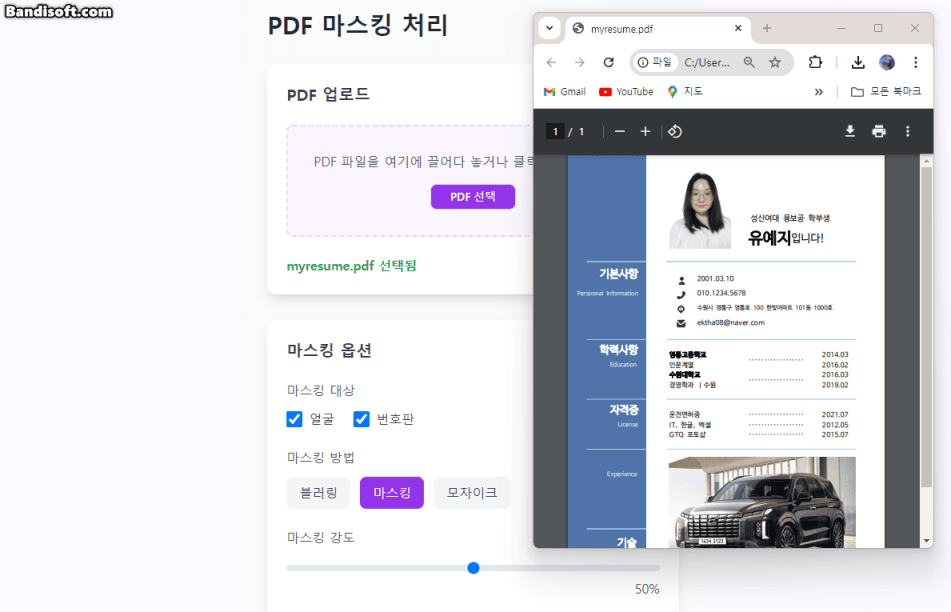 Bandisoft.com
PDF 마스킹 처리
PDF 업로드
PDF 파일을 여기에 끌어다 놓거나 클릭
PDF 선택
myresume.pdf 선택됨
마스킹 옵션
마스킹 대상
얼굴 번호판
마스킹 방법
블러링 마스킹 모자이크
마스킹 강도
50%
myresume.pdf
파일 C:/User...
Gmail YouTube 지도 » 모든 북마크
1 / 1
성신여대 융보공 학부생
유예지입니다!
기본사항
Personal Information
2001.03.10
010.1234.5678
수원시 영통구 영통로 100 한빛아파트 101동 1000호
ektha08@naver.com
학력사항
Education
영통고등학교 2014.03
인문계열 2016.02
수원대학교 2016.03
경영학과 | 수원 2019.02
자격증
License
운전면허증 2021.07
IT, 한글, 엑셀 2012.05
GTQ 포토샵 2015.07
Experience
기술